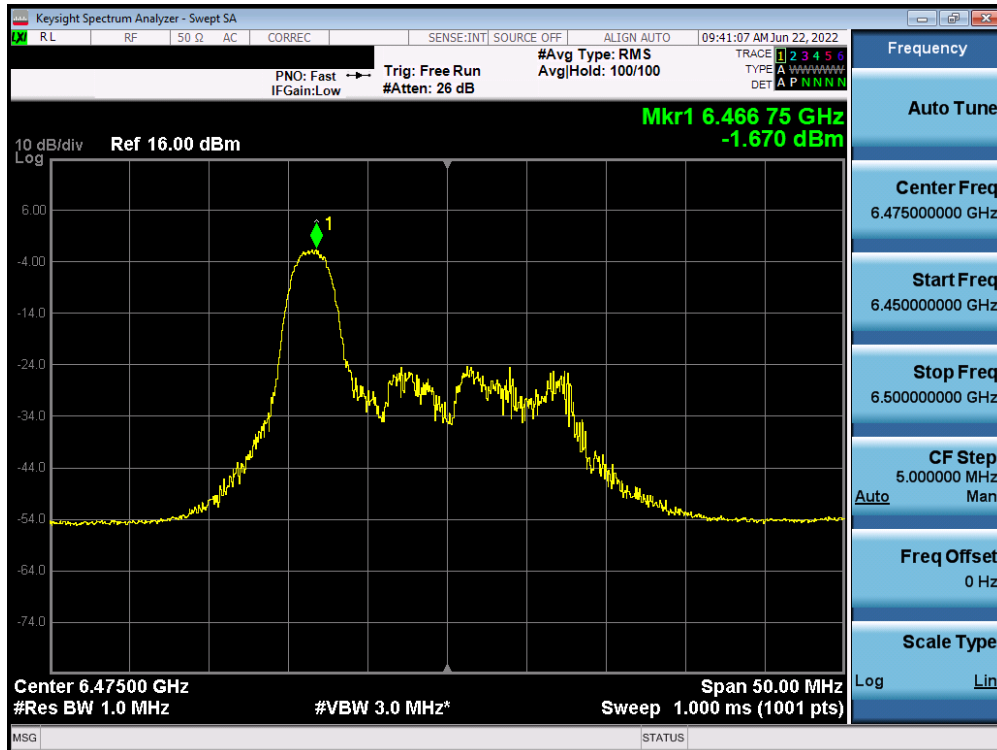 Keysight Spectrum Analyzer - Swept SA
LXI RL RF 50 Ω AC CORREC SENSE:INT SOURCE OFF ALIGN AUTO 09:41:07 AM Jun 22, 2022
PNO: Fast Trig: Free Run #Avg Type: RMS TRACE 1 2 3 4 5 6
IFGain:Low #Atten: 26 dB Avg|Hold: 100/100 TYPE A WWWWW
DET A P N N N N
Mkr1 6.466 75 GHz
-1.670 dBm
10 dB/div Ref 16.00 dBm
Log
6.00
1
-4.00
-14.0
-24.0
-34.0
-44.0
-54.0
-64.0
-74.0
Center 6.47500 GHz Span 50.00 MHz
#Res BW 1.0 MHz #VBW 3.0 MHz* Sweep 1.000 ms (1001 pts)
MSG STATUS
Frequency
Auto Tune
Center Freq
6.475000000 GHz
Start Freq
6.450000000 GHz
Stop Freq
6.500000000 GHz
CF Step
5.000000 MHz
Auto Man
Freq Offset
0 Hz
Scale Type
Log Lin